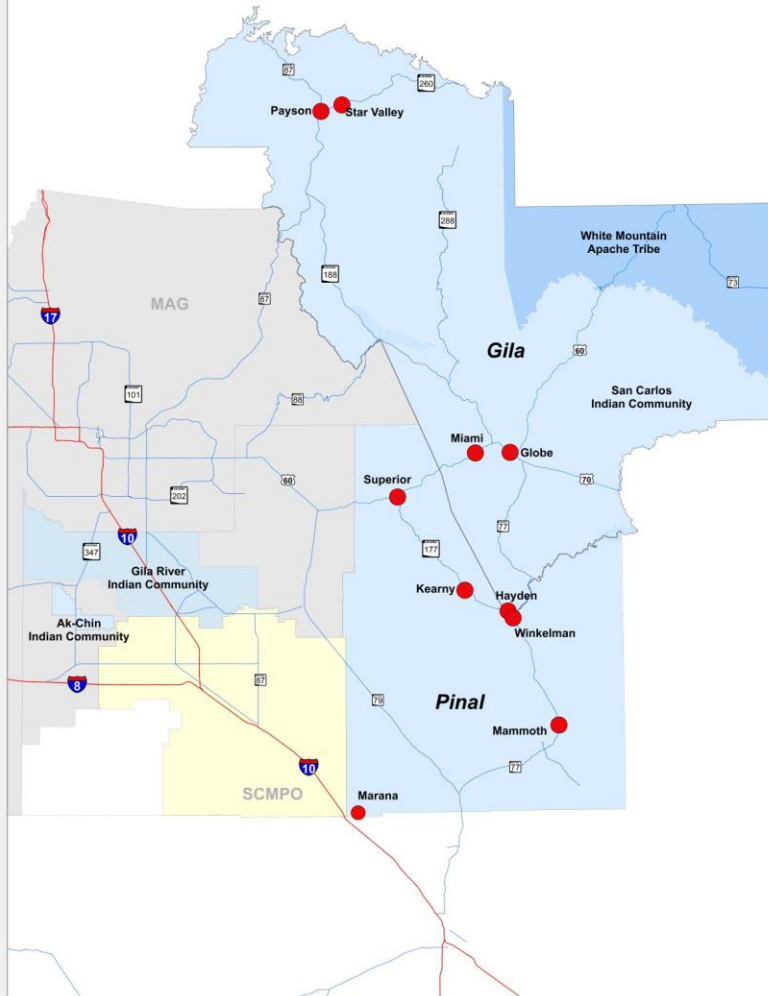 87
260
Payson
Star Valley
288
White Mountain
Apache Tribe
188
73
MAG
87
17
Gila
60
San Carlos
Indian Community
101
88
Miami
Globe
Superior
60
70
202
77
10
177
347
Gila River
Indian Community
Kearny
Hayden
Ak-Chin
Indian Community
Winkelman
8
87
79
Pinal
Mammoth
10
77
SCMPO
Marana